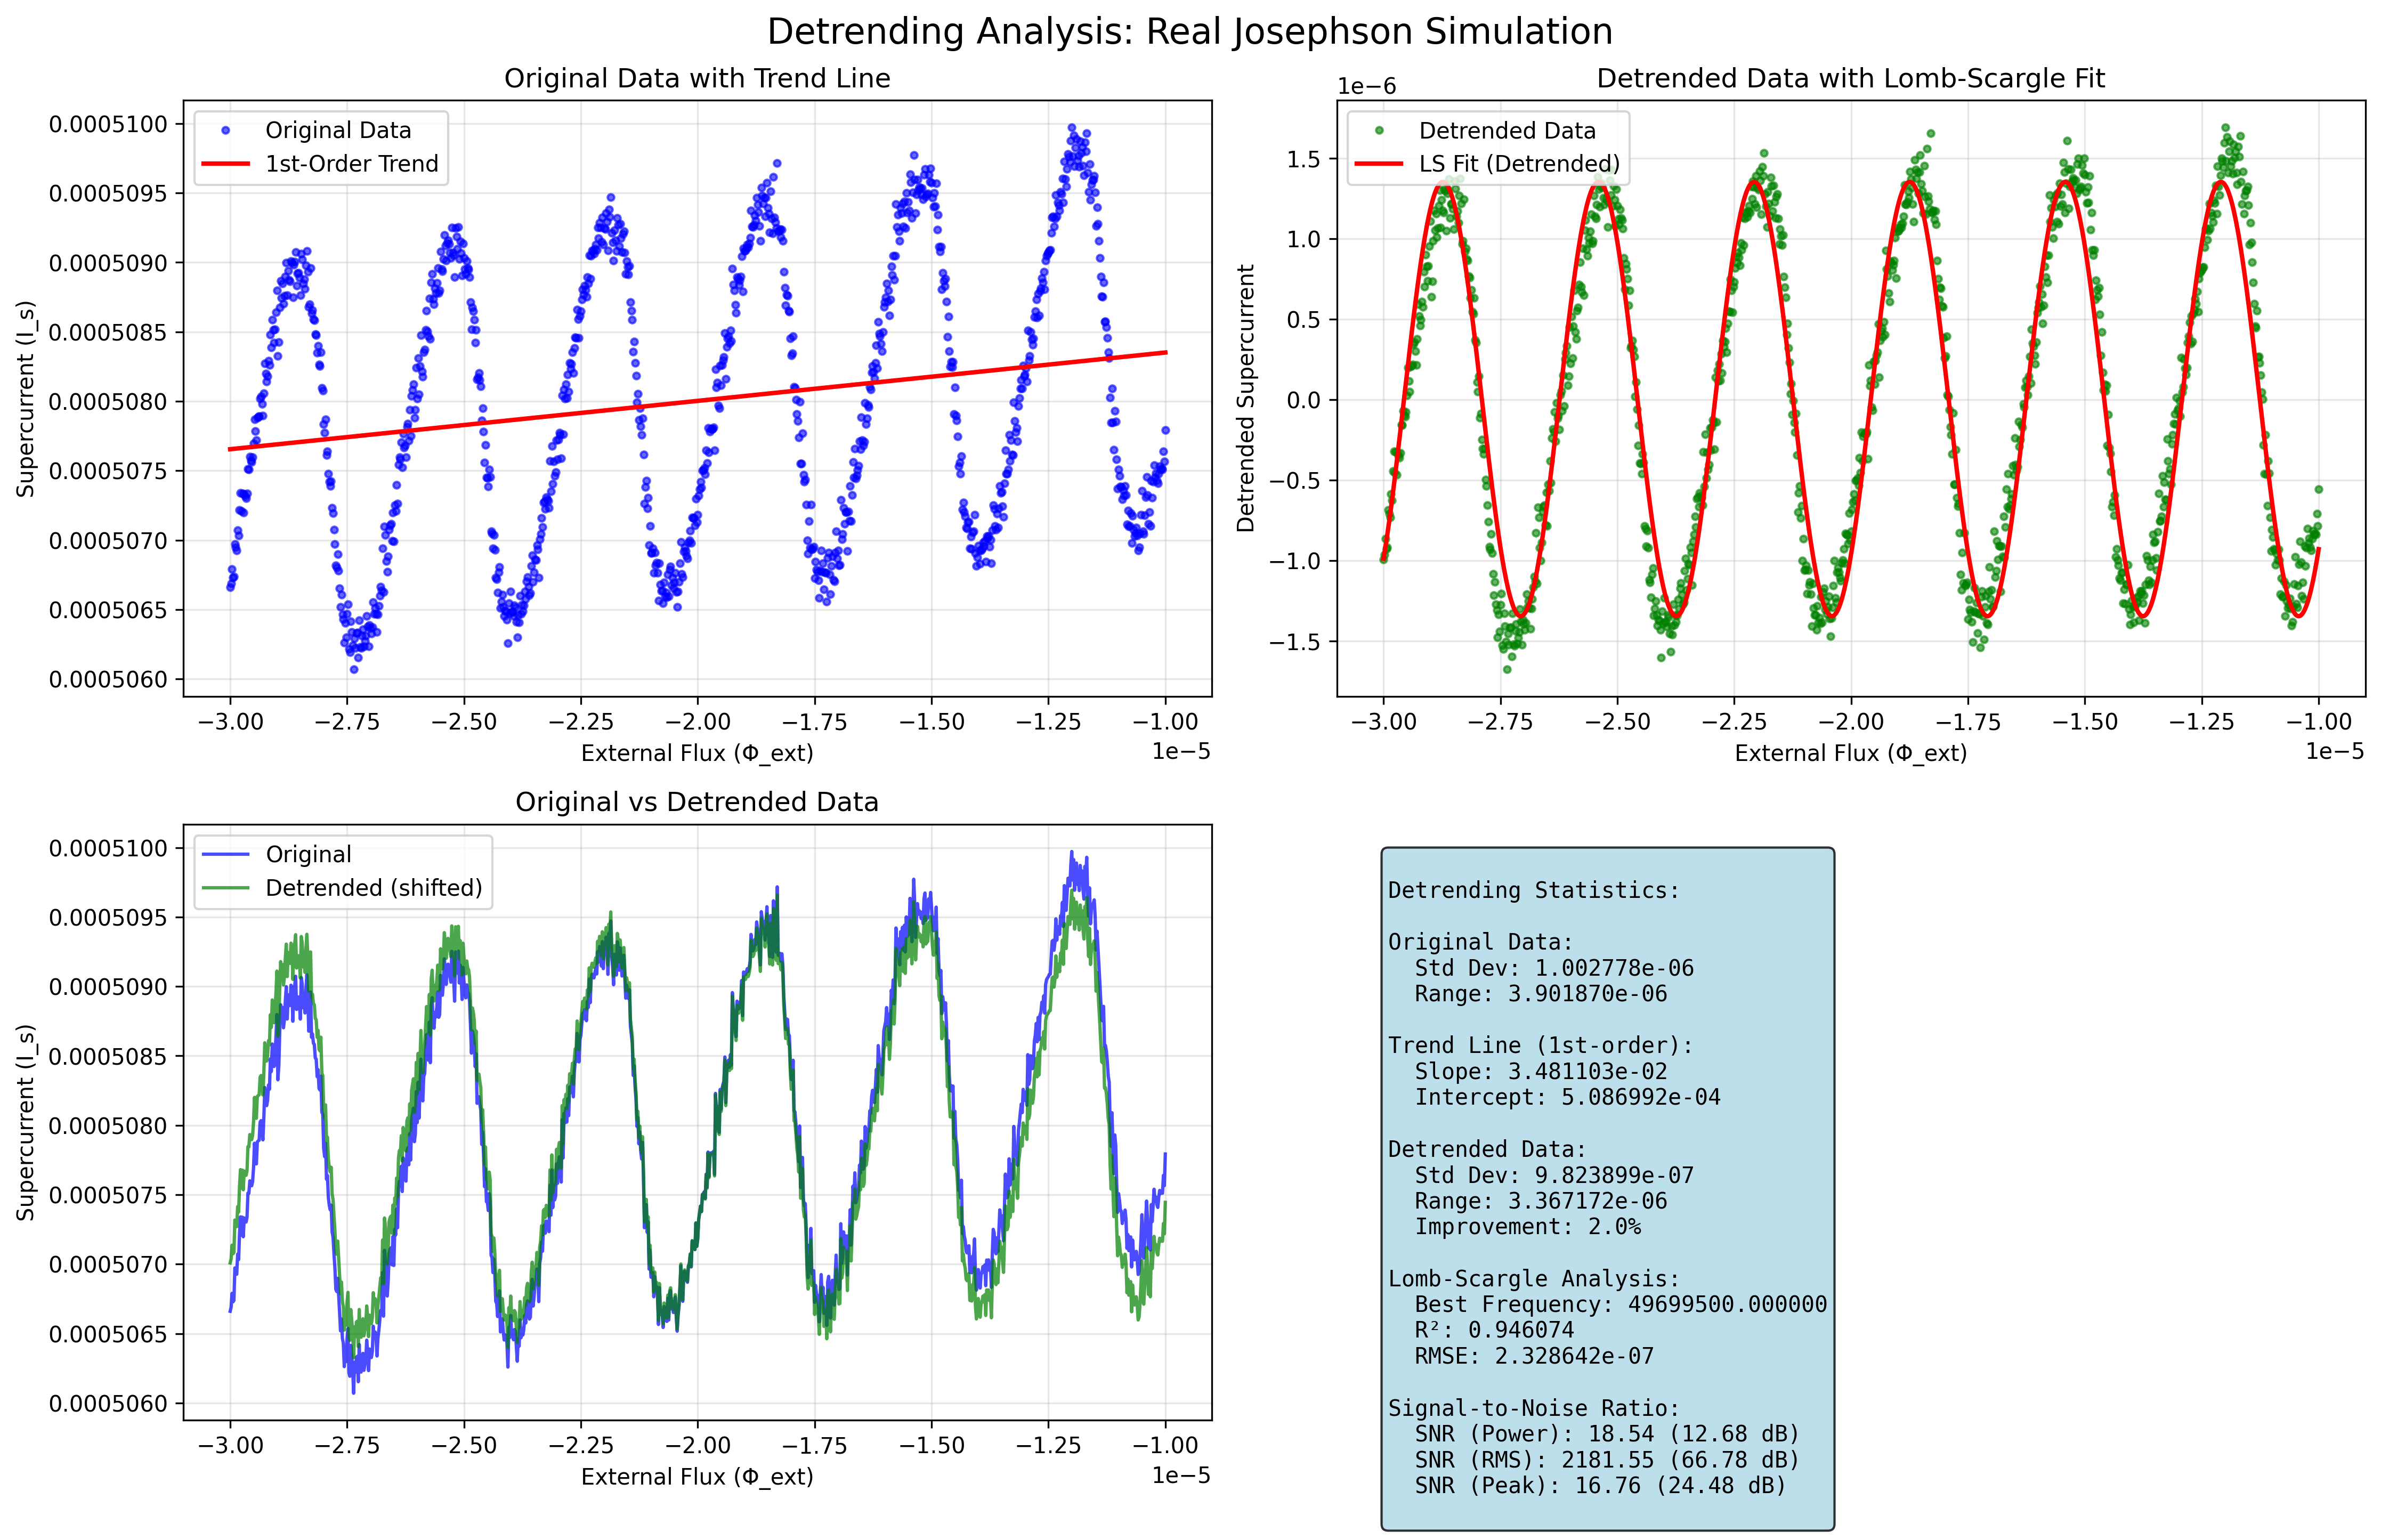 Detrending Analysis: Real Josephson Simulation
Original Data with Trend Line
Original Data
1st-Order Trend
0.0005100
0.0005095
0.0005090
0.0005085
0.0005080
0.0005075
0.0005070
0.0005065
0.0005060
Supercurrent (I_s)
−3.00 −2.75 −2.50 −2.25 −2.00 −1.75 −1.50 −1.25 −1.00
1e−5
External Flux (Φ_ext)
Detrended Data with Lomb-Scargle Fit
1e−6
Detrended Data
LS Fit (Detrended)
1.5
1.0
0.5
0.0
−0.5
−1.0
−1.5
Detrended Supercurrent
−3.00 −2.75 −2.50 −2.25 −2.00 −1.75 −1.50 −1.25 −1.00
1e−5
External Flux (Φ_ext)
Original vs Detrended Data
Original
Detrended (shifted)
0.0005100
0.0005095
0.0005090
0.0005085
0.0005080
0.0005075
0.0005070
0.0005065
0.0005060
Supercurrent (I_s)
−3.00 −2.75 −2.50 −2.25 −2.00 −1.75 −1.50 −1.25 −1.00
1e−5
External Flux (Φ_ext)
Detrending Statistics:
Original Data:
Std Dev: 1.002778e-06
Range: 3.901870e-06
Trend Line (1st-order):
Slope: 3.481103e-02
Intercept: 5.086992e-04
Detrended Data:
Std Dev: 9.823899e-07
Range: 3.367172e-06
Improvement: 2.0%
Lomb-Scargle Analysis:
Best Frequency: 49699500.000000
R²: 0.946074
RMSE: 2.328642e-07
Signal-to-Noise Ratio:
SNR (Power): 18.54 (12.68 dB)
SNR (RMS): 2181.55 (66.78 dB)
SNR (Peak): 16.76 (24.48 dB)